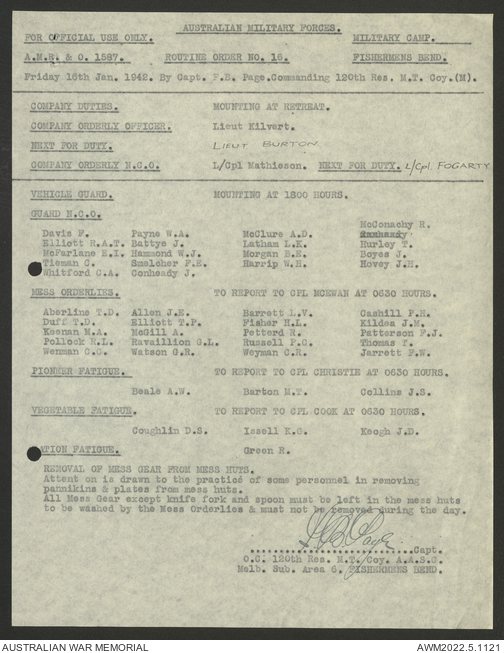 AUSTRALIAN MILITARY FORCES.
FOR OFFICIAL USE ONLY. MILITARY CAMP.
A.M.R. & O. 1587. ROUTINE ORDER NO. 16. FISHERMENS BEND.
Friday 16th Jan. 1942. By Capt. F.B. Page.Commanding 120th Res. M.T. Coy.(M).
COMPANY DUTIES. MOUNTING AT RETREAT.
COMPANY ORDERLY OFFICER. Lieut Kilvert.
NEXT FOR DUTY. LIEUT BURTON
COMPANY ORDERLY N.C.O. L/Cpl Mathieson. NEXT FOR DUTY. L/Cpl. FOGARTY
VEHICLE GUARD. MOUNTING AT 1800 HOURS.
GUARD N.C.O.
McConachy R.
Davis F. Payne W.A. McClure A.D.
Elliott H.A.T. Battye J. Latham L.K. Hurley T.
McFarlane E.I. Hammond W.J. Morgan B.E. Boyes J.
Tieman C. Smelcher F.E. Harrip W.H. Hovey J.H.
Whitford C.A. Conheady J.
MESS ORDERLIES. TO REPORT TO CPL MCEWAN AT 0630 HOURS.
Aberline T.D. Allen J.E. Barrett L.V. Cashill P.H.
Duff T.D. Elliott T.P. Fisher H.L. Kildea J.M.
Keenan M.A. McGill A. Petterd R. Patterson F.J.
Pollock R.L. Ravaillion G.L. Russell P.G. Thomas T.
Wenman C.C. Watson G.R. Weyman C.R. Jarrett F.W.
PIONEER FATIGUE. TO REPORT TO CPL CHRISTIE AT 0630 HOURS.
Beale A.W. Barton M.T. Collins J.S.
VEGETABLE FATIGUE. TO REPORT TO CPL COOK AT 0630 HOURS.
Coughlin D.S. Issell K.G. Keogh J.D.
ATION FATIGUE. Green R.
REMOVAL OF MESS GEAR FROM MESS HUTS.
Attent on is drawn to the practice of some personnel in removing
pannikins & plates from mess huts.
All Mess Gear except knife fork and spoon must be left in the mess huts
to be washed by the Mess Orderlies & must not be removed during the day.
..........................Capt.
O.C. 120th Res. M.T. Coy. A.A.S.C.
Melb. Sub. Area 6. FISHERMENS BEND.
AUSTRALIAN WAR MEMORIAL AWM2022.5.1121